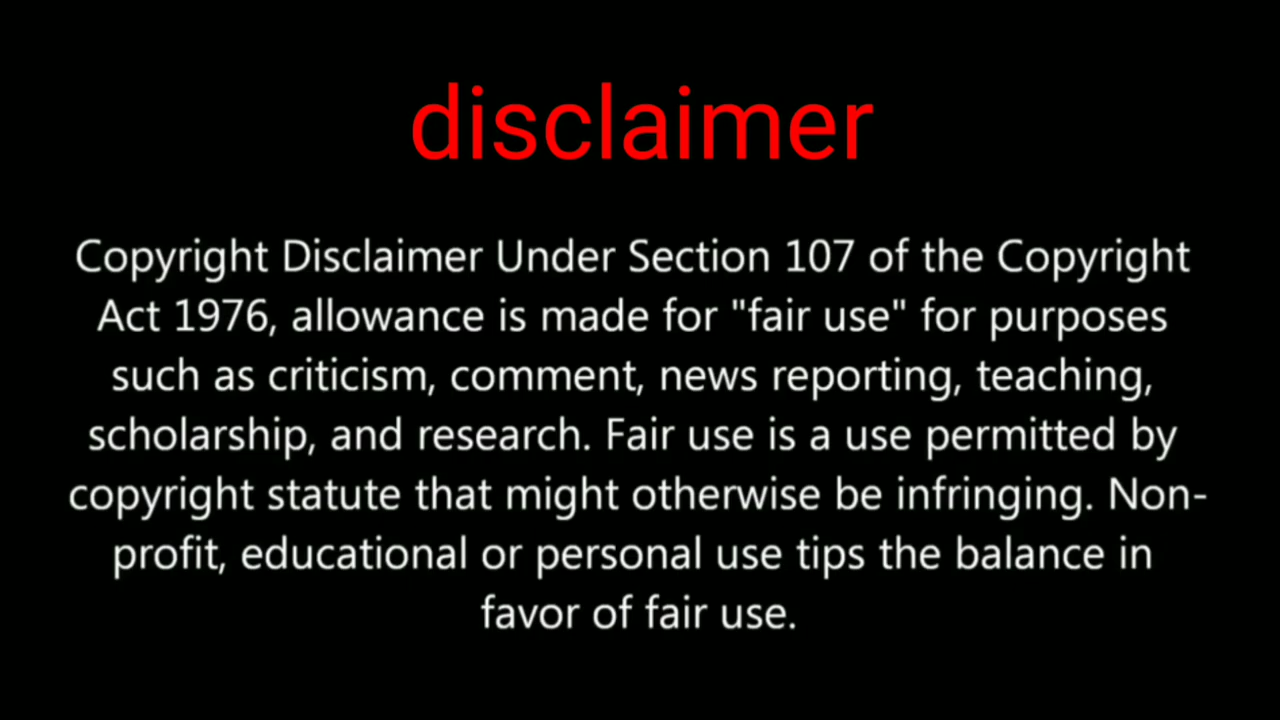 disclaimer
Copyright Disclaimer Under Section 107 of the Copyright
Act 1976, allowance is made for "fair use" for purposes
such as criticism, comment, news reporting, teaching,
scholarship, and research. Fair use is a use permitted by
copyright statute that might otherwise be infringing. Non-
profit, educational or personal use tips the balance in
favor of fair use.